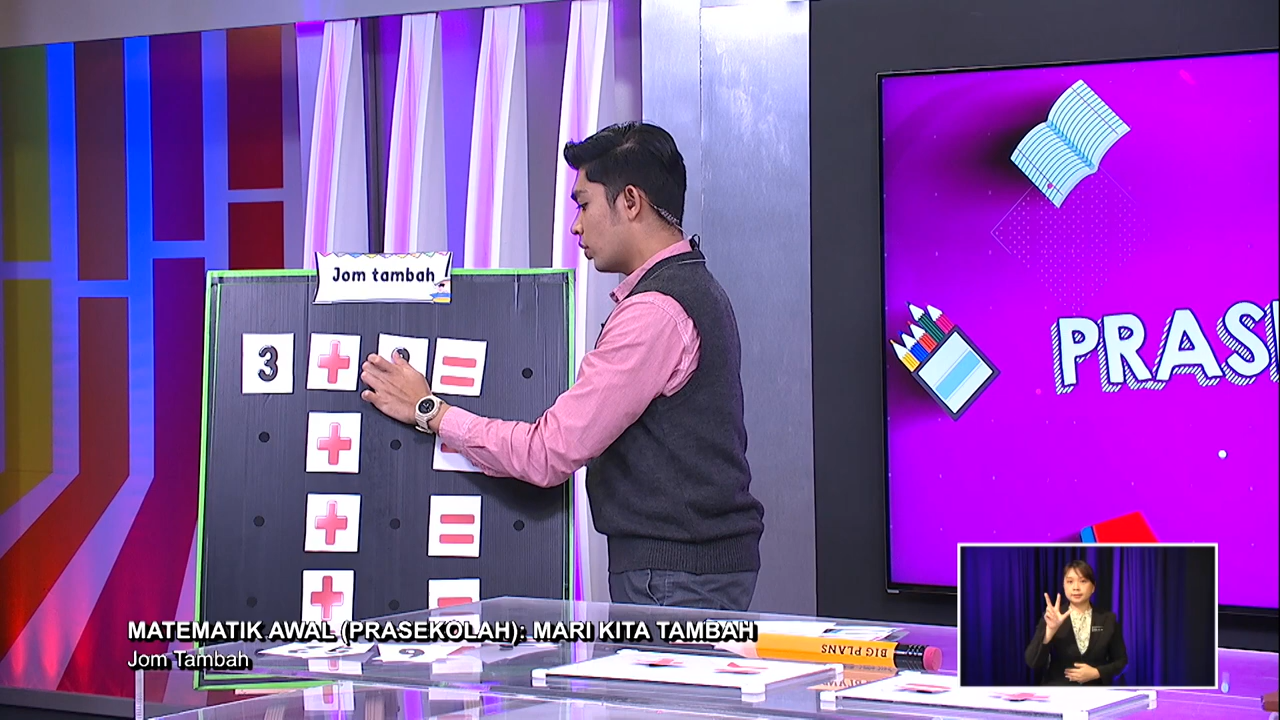 Jom tambah
3 + =
+
+ =
+
PRAS
BIG PLANS
MATEMATIK AWAL (PRASEKOLAH): MARI KITA TAMBAH
Jom Tambah